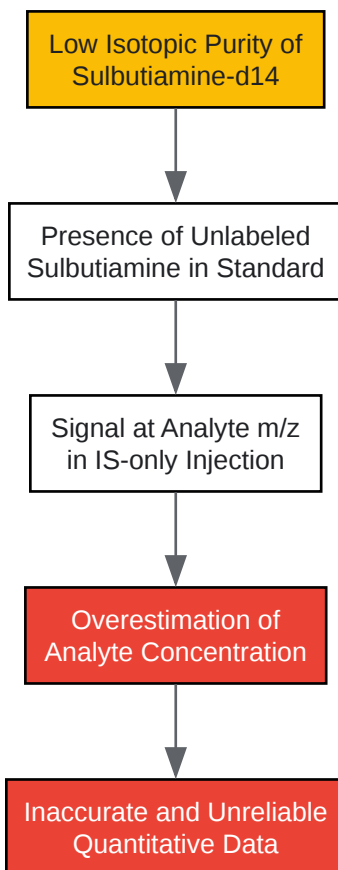 Low Isotopic Purity of
Sulbutiamine-d14
Presence of Unlabeled
Sulbutiamine in Standard
Signal at Analyte m/z
in IS-only Injection
Overestimation of
Analyte Concentration
Inaccurate and Unreliable
Quantitative Data